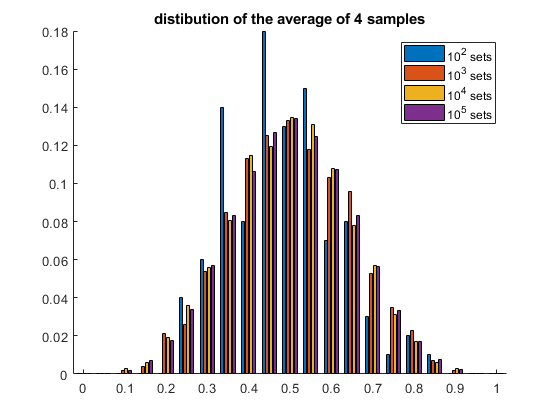 distibution of the average of 4 samples
0.18
0.16
0.14
0.12
0.1
0.08
0.06
0.04
0.02
0
10² sets
10³ sets
10⁴ sets
10⁵ sets
0 0.1 0.2 0.3 0.4 0.5 0.6 0.7 0.8 0.9 1